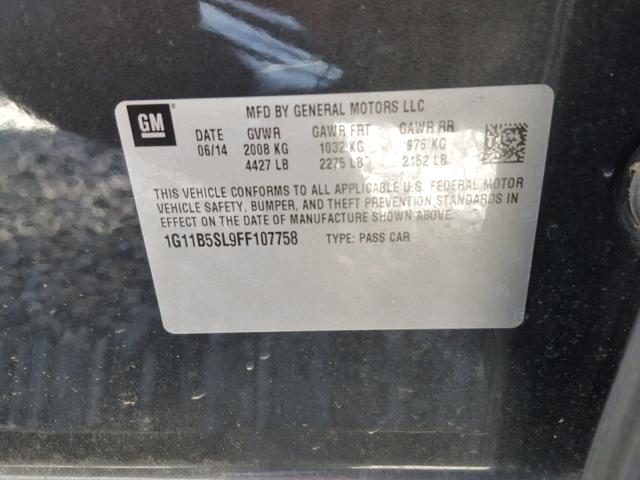 MFD BY GENERAL MOTORS LLC
GM
DATE GVWR GAWR FRT GAWR RR
06/14 2008 KG 1032 KG 976 KG
4427 LB 2275 LB 2152 LB
THIS VEHICLE CONFORMS TO ALL APPLICABLE U.S. FEDERAL MOTOR
VEHICLE SAFETY, BUMPER, AND THEFT PREVENTION STANDARDS IN
EFFECT ON THE DATE OF MANUFACTURE SHOWN ABOVE.
1G11B5SL9FF107758 TYPE: PASS CAR